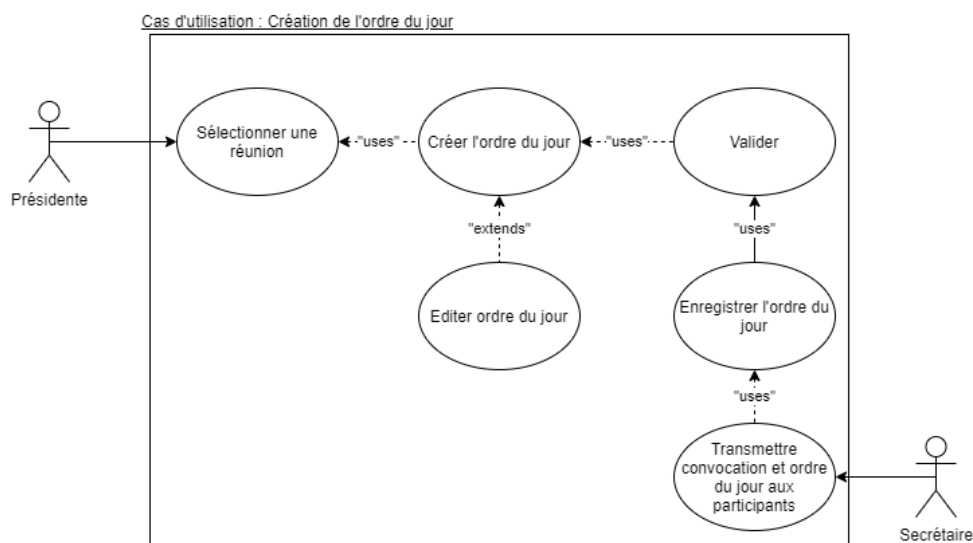 Cas d'utilisation : Création de l'ordre du jour
Présidente
Sélectionner une
réunion
"uses"
Créer l'ordre du jour
"uses"
Valider
"extends"
"uses"
Editer ordre du jour
Enregistrer l'ordre du
jour
"uses"
Transmettre
convocation et ordre
du jour aux
participants
Secrétaire